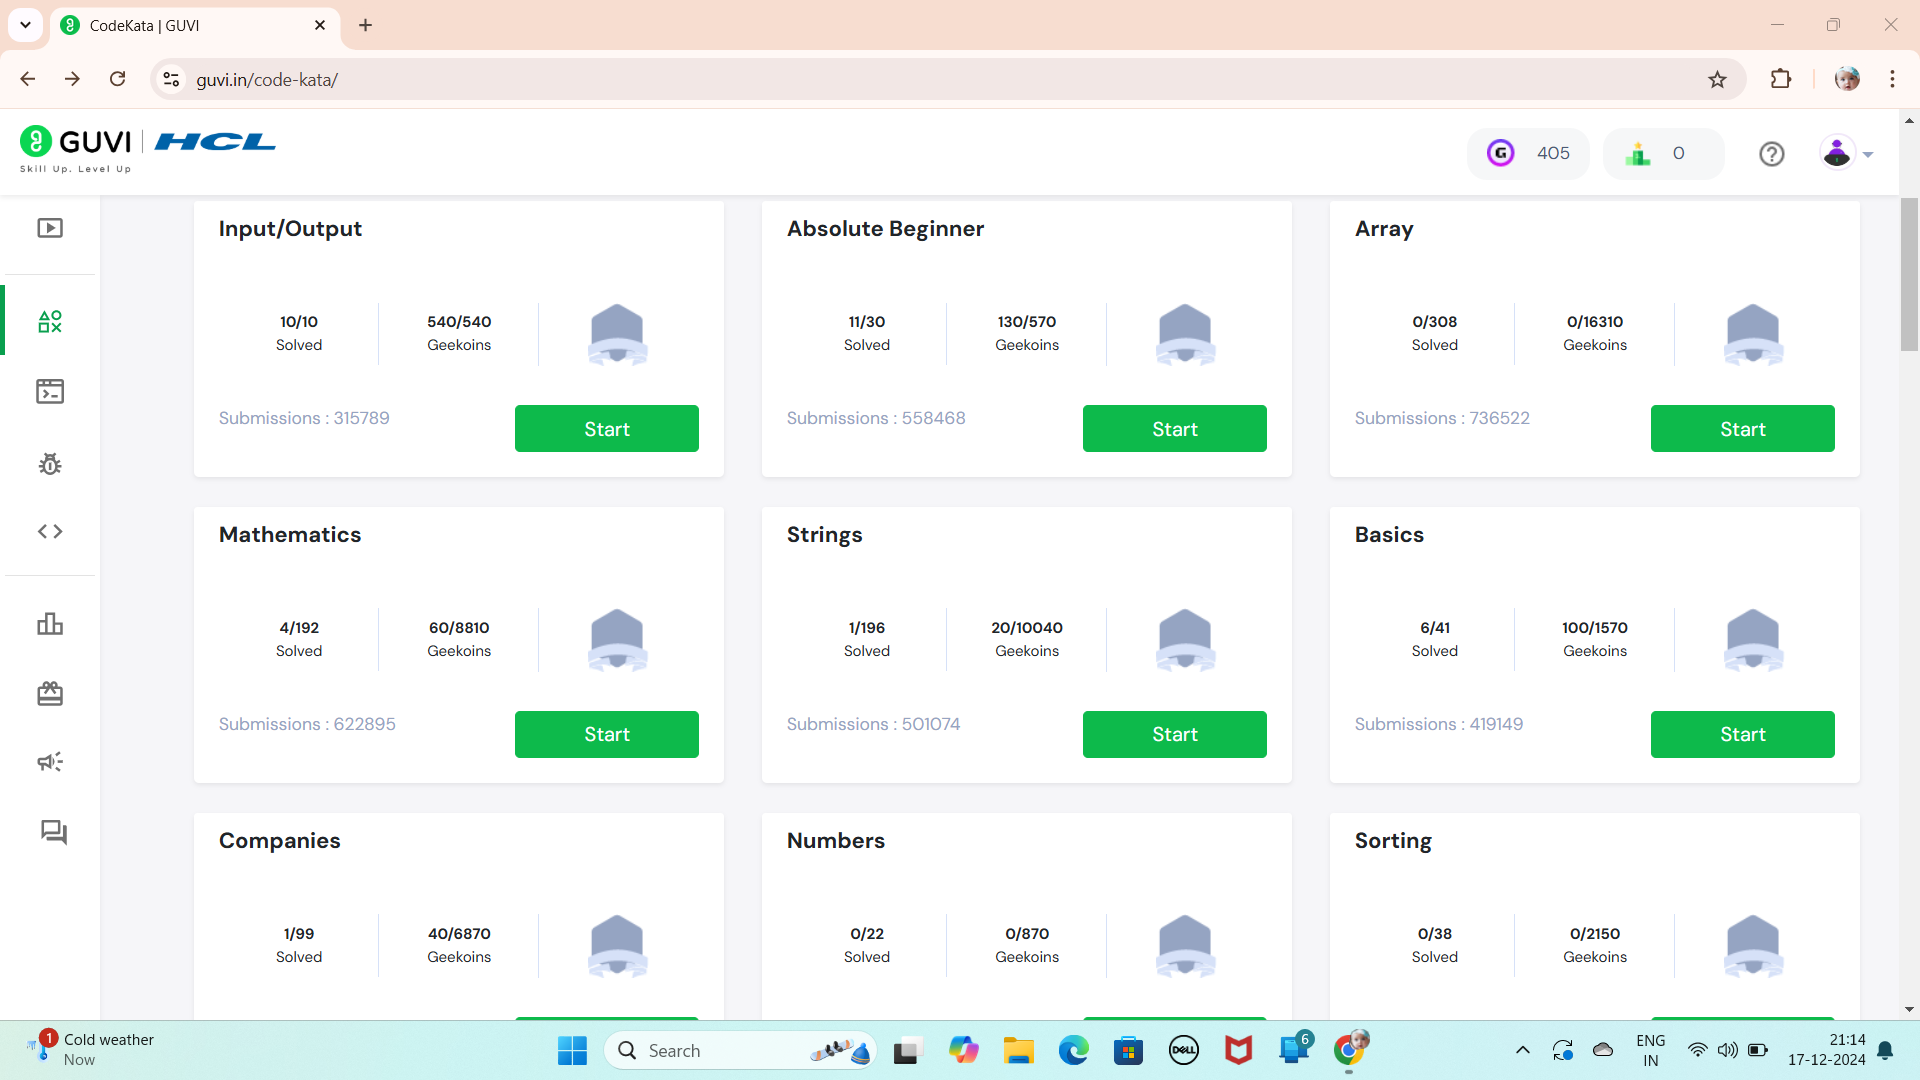 CodeKata | GUVI
guvi.in/code-kata/
GUVI | HCL
Skill Up. Level Up
G 405
0
Input/Output
10/10
Solved
540/540
Geekoins
Submissions : 315789
Start
Absolute Beginner
11/30
Solved
130/570
Geekoins
Submissions : 558468
Start
Array
0/308
Solved
0/16310
Geekoins
Submissions : 736522
Start
Mathematics
4/192
Solved
60/8810
Geekoins
Submissions : 622895
Start
Strings
1/196
Solved
20/10040
Geekoins
Submissions : 501074
Start
Basics
6/41
Solved
100/1570
Geekoins
Submissions : 419149
Start
Companies
1/99
Solved
40/6870
Geekoins
Numbers
0/22
Solved
0/870
Geekoins
Sorting
0/38
Solved
0/2150
Geekoins
1
Cold weather
Now
Search
DELL
6
ENG
IN
21:14
17-12-2024